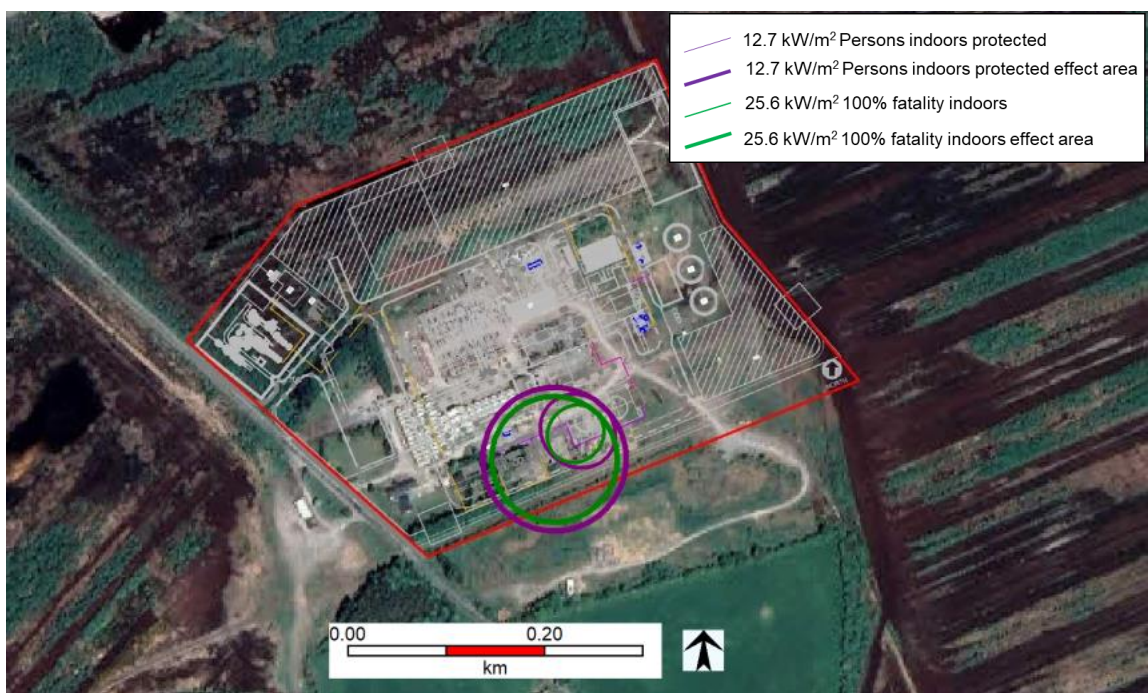 12.7 kW/m² Persons indoors protected
12.7 kW/m² Persons indoors protected effect area
25.6 kW/m² 100% fatality indoors
25.6 kW/m² 100% fatality indoors effect area
NORTH
0.00 0.20
km